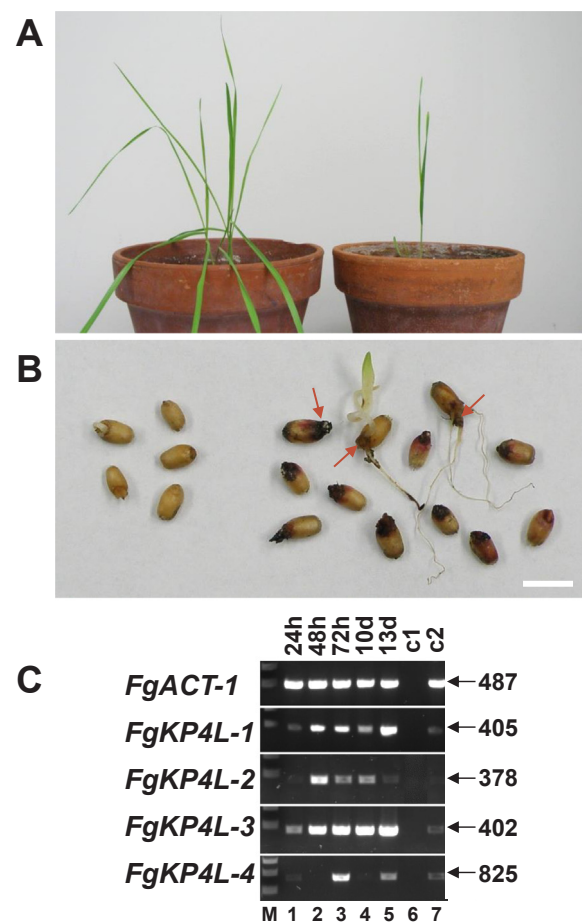 A
B
C
24h 48h 72h 10d 13d c1 c2
FgACT-1 487
FgKP4L-1 405
FgKP4L-2 378
FgKP4L-3 402
FgKP4L-4 825
M 1 2 3 4 5 6 7